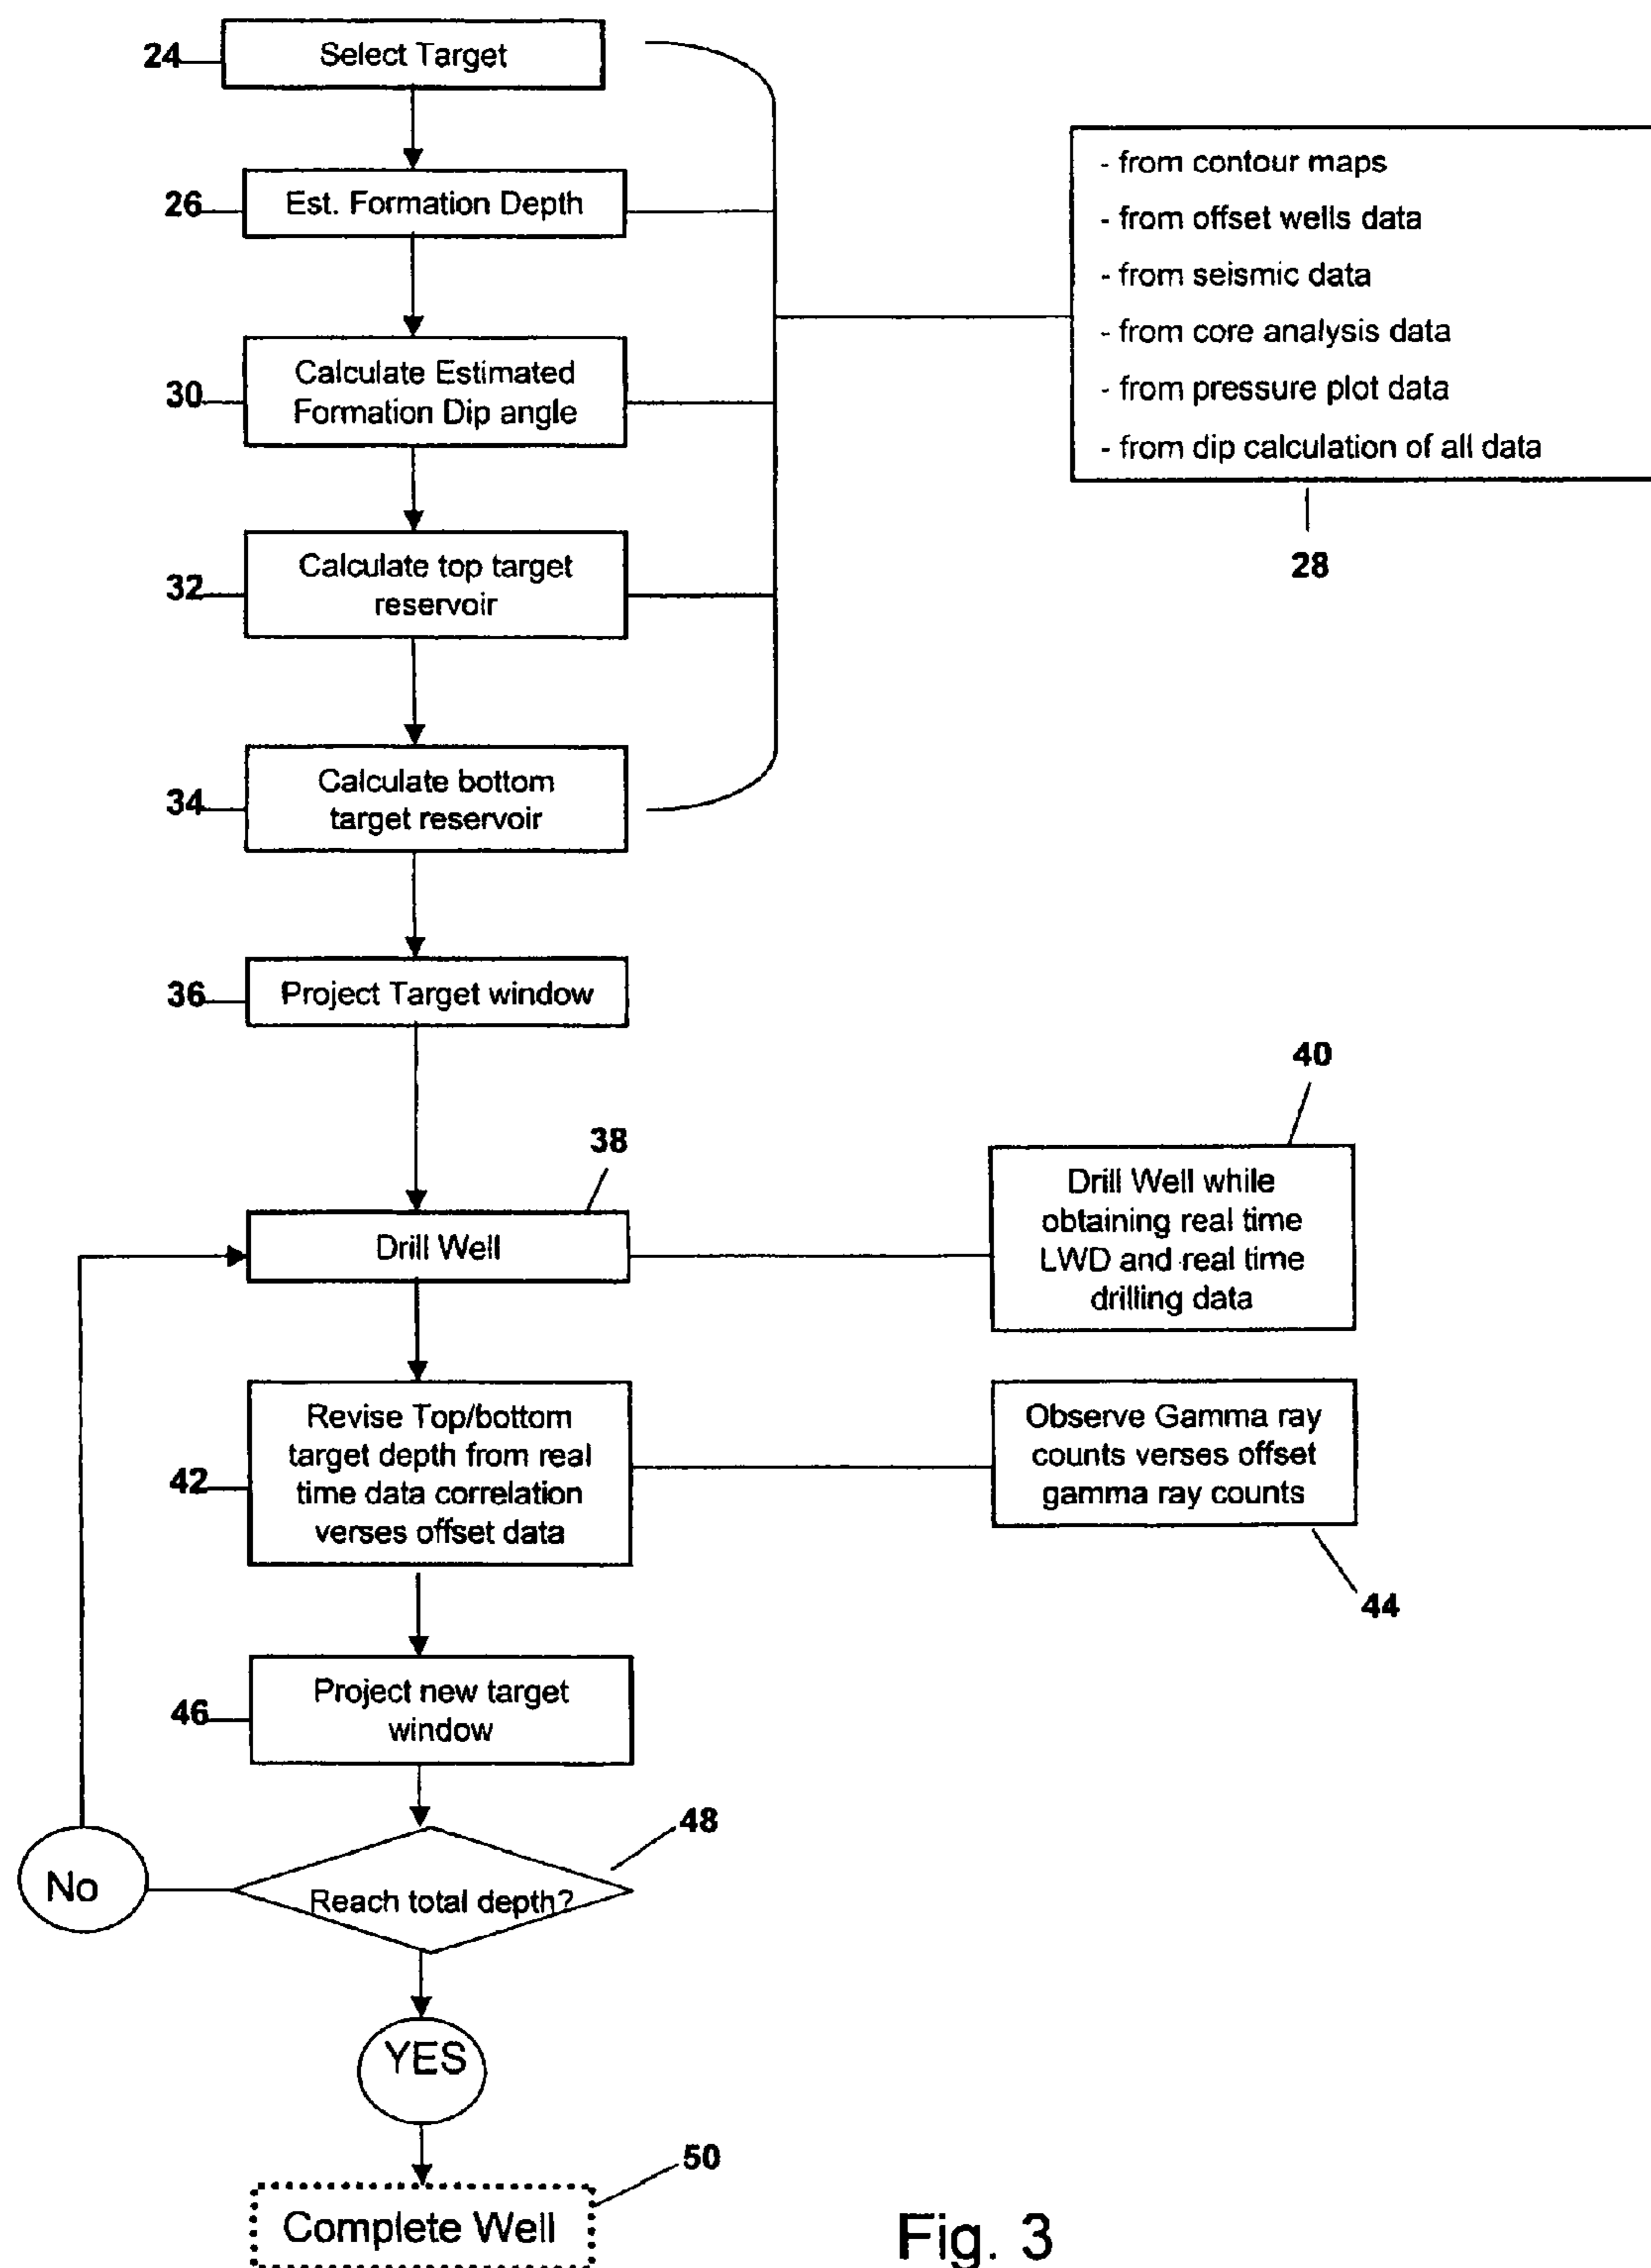 24
Select Target
26
Est. Formation Depth
- from contour maps
- from offset wells data
- from seismic data
- from core analysis data
- from pressure plot data
- from dip calculation of all data
28
30
Calculate Estimated
Formation Dip angle
32
Calculate top target
reservoir
34
Calculate bottom
target reservoir
36
Project Target window
38
Drill Well
40
Drill Well while
obtaining real time
LWD and real time
drilling data
42
Revise Top/bottom
target depth from real
time data correlation
verses offset data
Observe Gamma ray
counts verses offset
gamma ray counts
44
46
Project new target
window
48
Reach total depth?
No
YES
50
Complete Well
Fig. 3